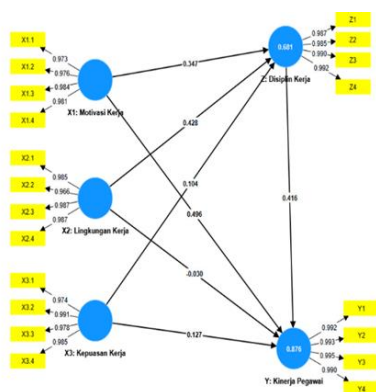 X1.1
0.973
X1.2
0.976
X1.3
0.984
X1.4
0.981
X1: Motivasi Kerja
X2.1
0.985
X2.2
0.966
X2.3
0.987
X2.4
0.987
X2: Lingkungan Kerja
X3.1
0.974
X3.2
0.991
X3.3
0.978
X3.4
0.985
X3: Kepuasan Kerja
0.347
0.428
0.104
0.496
-0.038
0.127
0.416
Z1
0.987
Z2
0.985
Z3
0.990
Z4
0.992
0.601
Z: Disiplin Kerja
Y1
0.992
Y2
0.993
Y3
0.995
Y4
0.990
0.876
Y: Kinerja Pegawai